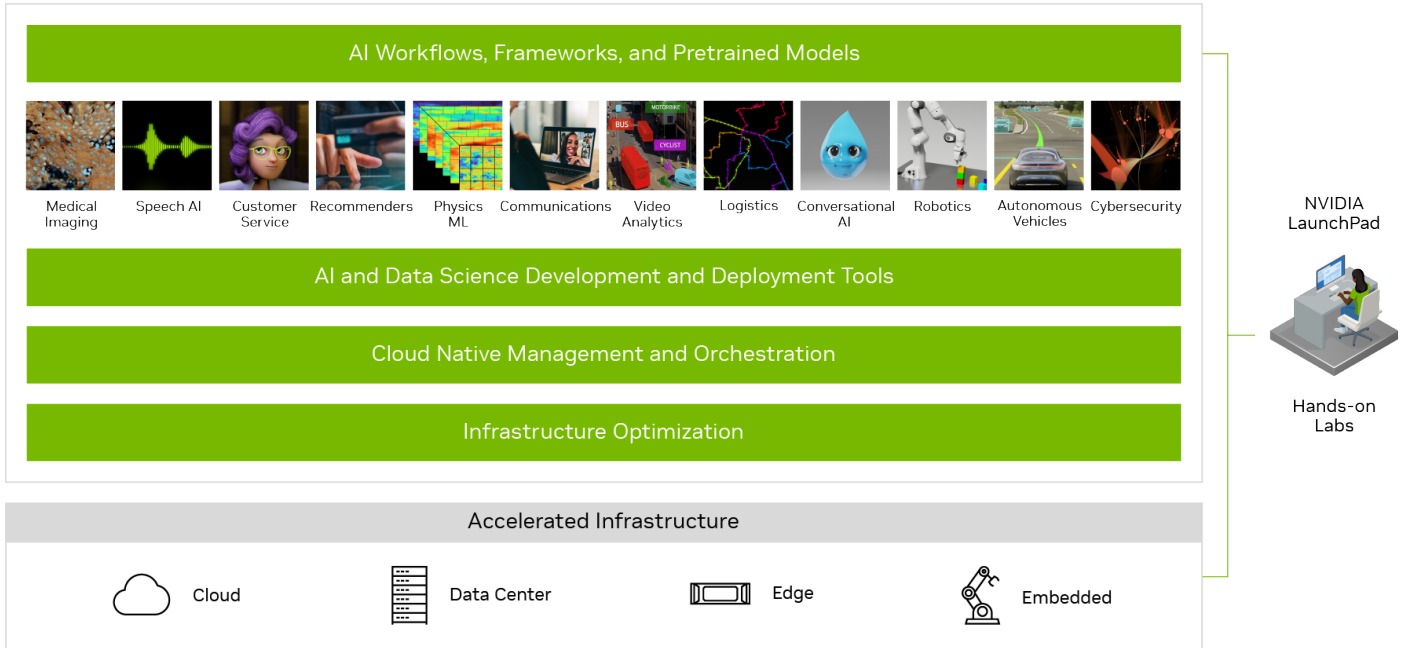 AI Workflows, Frameworks, and Pretrained Models
MOTORBIKE
BUS
CYCLIST
Medical
Imaging
Speech AI
Customer
Service
Recommenders
Physics
ML
Communications
Video
Analytics
Logistics
Conversational
AI
Robotics
Autonomous
Vehicles
Cybersecurity
AI and Data Science Development and Deployment Tools
Cloud Native Management and Orchestration
Infrastructure Optimization
Accelerated Infrastructure
Cloud
Data Center
Edge
Embedded
NVIDIA
LaunchPad
Hands-on
Labs